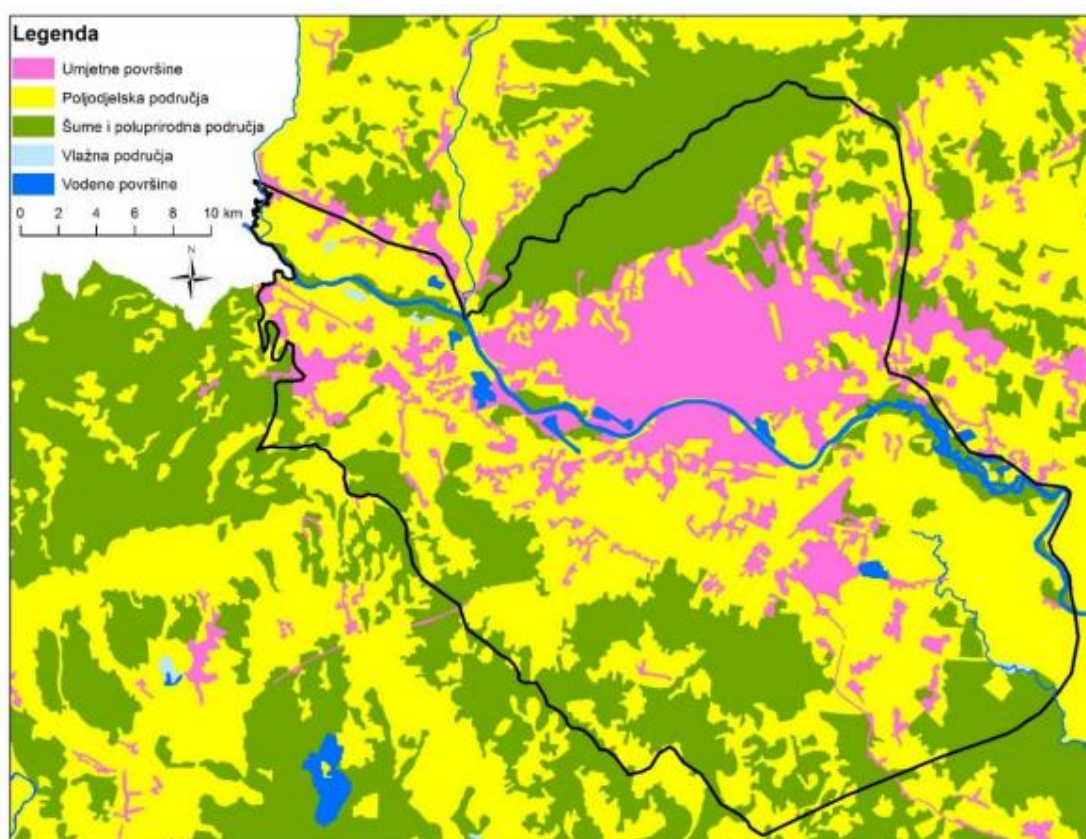 Legenda
Umjetne površine
Poljodjelska područja
Šume i poluprirodna područja
Vlažna područja
Vodene površine
0 2 4 6 8 10 km
N